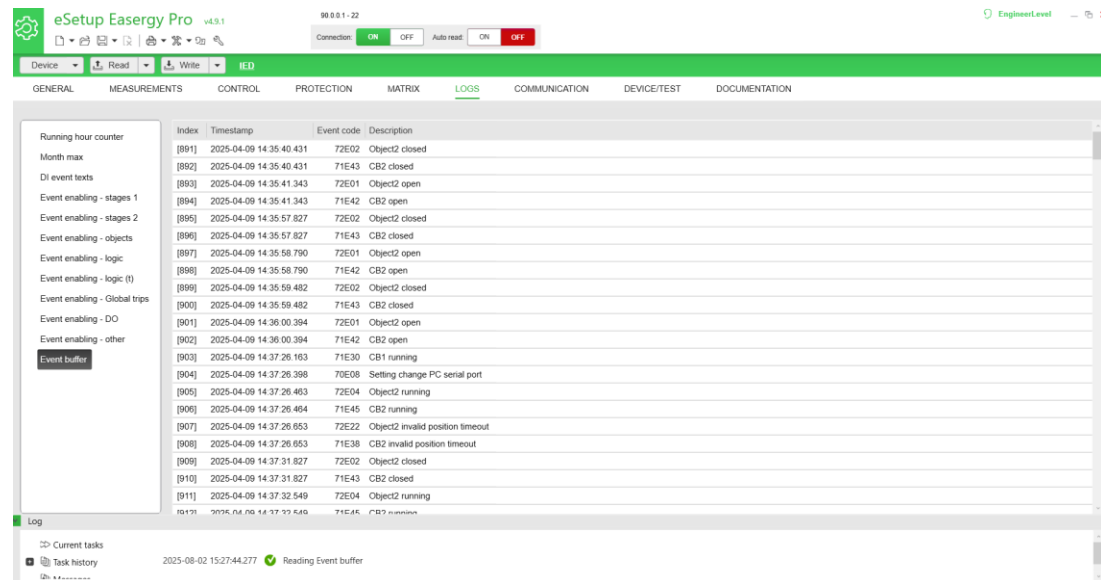 eSetup Easergy Pro v4.9.1
90.0.0.1 - 22
EngineerLevel
Connection: ON OFF Auto read: ON OFF
Device Read Write IED
GENERAL MEASUREMENTS CONTROL PROTECTION MATRIX LOGS COMMUNICATION DEVICE/TEST DOCUMENTATION
Running hour counter
Month max
DI event texts
Event enabling - stages 1
Event enabling - stages 2
Event enabling - objects
Event enabling - logic
Event enabling - logic (t)
Event enabling - Global trips
Event enabling - DO
Event enabling - other
Event buffer
Index Timestamp Event code Description
[891] 2025-04-09 14:35:40.431 72E02 Object2 closed
[892] 2025-04-09 14:35:40.431 71E43 CB2 closed
[893] 2025-04-09 14:35:41.343 72E01 Object2 open
[894] 2025-04-09 14:35:41.343 71E42 CB2 open
[895] 2025-04-09 14:35:57.827 72E02 Object2 closed
[896] 2025-04-09 14:35:57.827 71E43 CB2 closed
[897] 2025-04-09 14:35:58.790 72E01 Object2 open
[898] 2025-04-09 14:35:58.790 71E42 CB2 open
[899] 2025-04-09 14:35:59.482 72E02 Object2 closed
[900] 2025-04-09 14:35:59.482 71E43 CB2 closed
[901] 2025-04-09 14:36:00.394 72E01 Object2 open
[902] 2025-04-09 14:36:00.394 71E42 CB2 open
[903] 2025-04-09 14:37:26.163 71E30 CB1 running
[904] 2025-04-09 14:37:26.398 70E08 Setting change PC serial port
[905] 2025-04-09 14:37:26.463 72E04 Object2 running
[906] 2025-04-09 14:37:26.464 71E45 CB2 running
[907] 2025-04-09 14:37:26.653 72E22 Object2 invalid position timeout
[908] 2025-04-09 14:37:26.653 71E38 CB2 invalid position timeout
[909] 2025-04-09 14:37:31.827 72E02 Object2 closed
[910] 2025-04-09 14:37:31.827 71E43 CB2 closed
[911] 2025-04-09 14:37:32.549 72E04 Object2 running
[912] 2025-04-09 14:37:32.549 71E45 CB2 running
Log
Current tasks
Task history
2025-08-02 15:27:44.277 Reading Event buffer
Messages